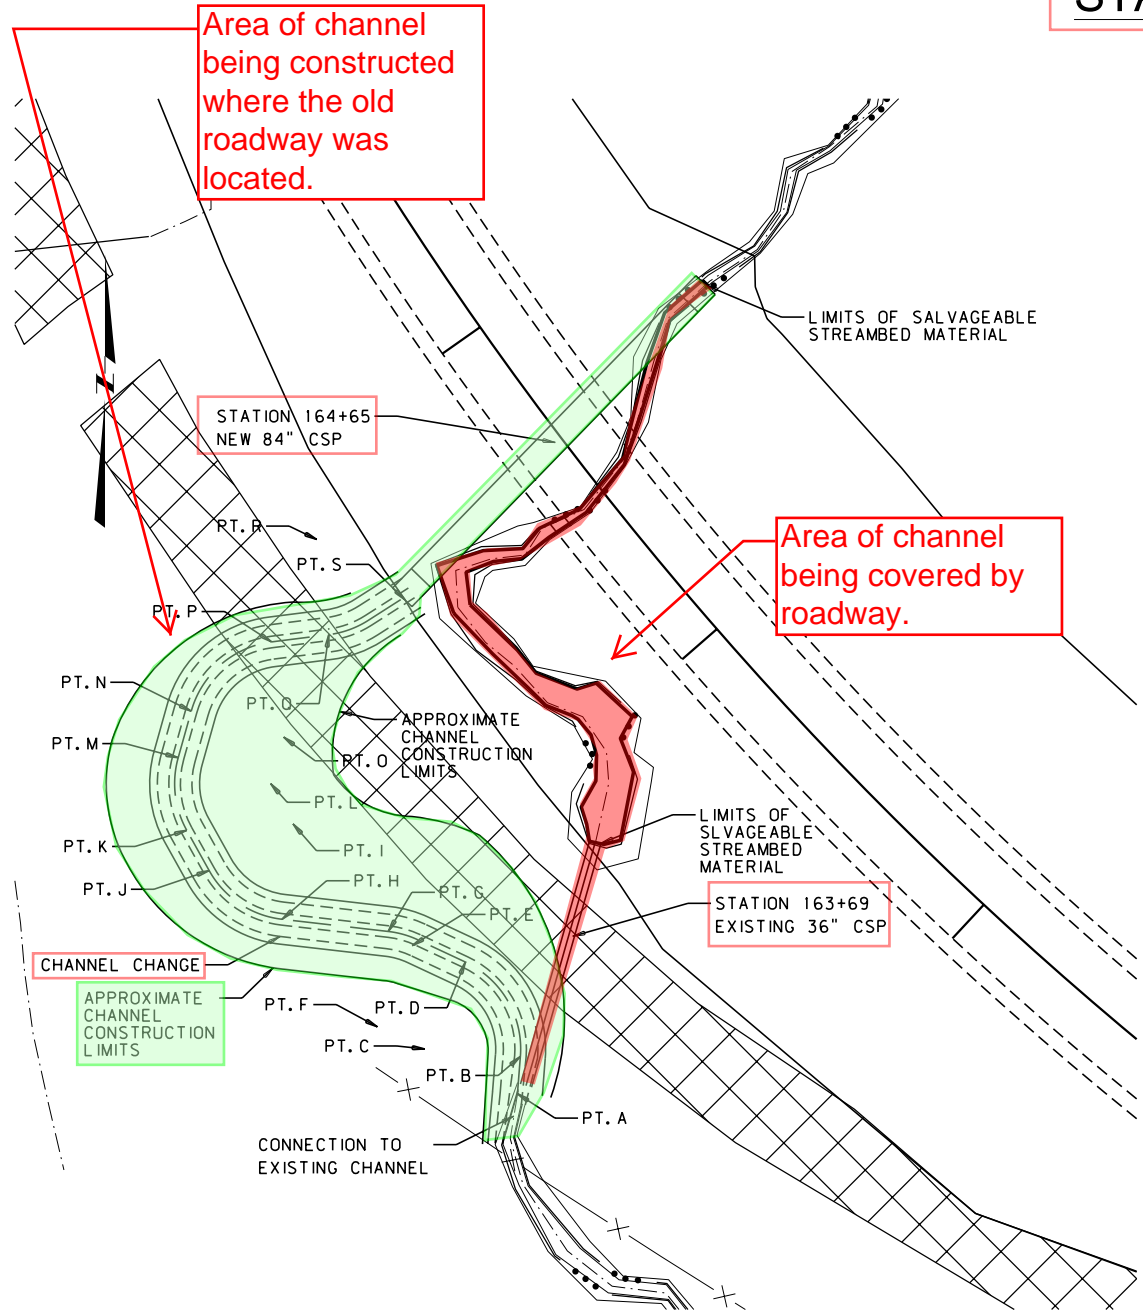 STA
Area of channel
being constructed
where the old
roadway was
located.
LIMITS OF SALVAGEABLE
STREAMBED MATERIAL
N
STATION 164+65
NEW 84" CSP
PT.R
PT.S
Area of channel
being covered by
roadway.
PT.P
PT.N
PT.Q
APPROXIMATE
CHANNEL
CONSTRUCTION
LIMITS
PT.M
PT.O
PT.L
LIMITS OF
SLVAGEABLE
STREAMBED
MATERIAL
PT.K
PT.I
PT.J
PT.H
PT.G
PT.E
STATION 163+69
EXISTING 36" CSP
CHANNEL CHANGE
APPROXIMATE
CHANNEL
CONSTRUCTION
LIMITS
PT.F
PT.D
PT.C
PT.B
PT.A
CONNECTION TO
EXISTING CHANNEL